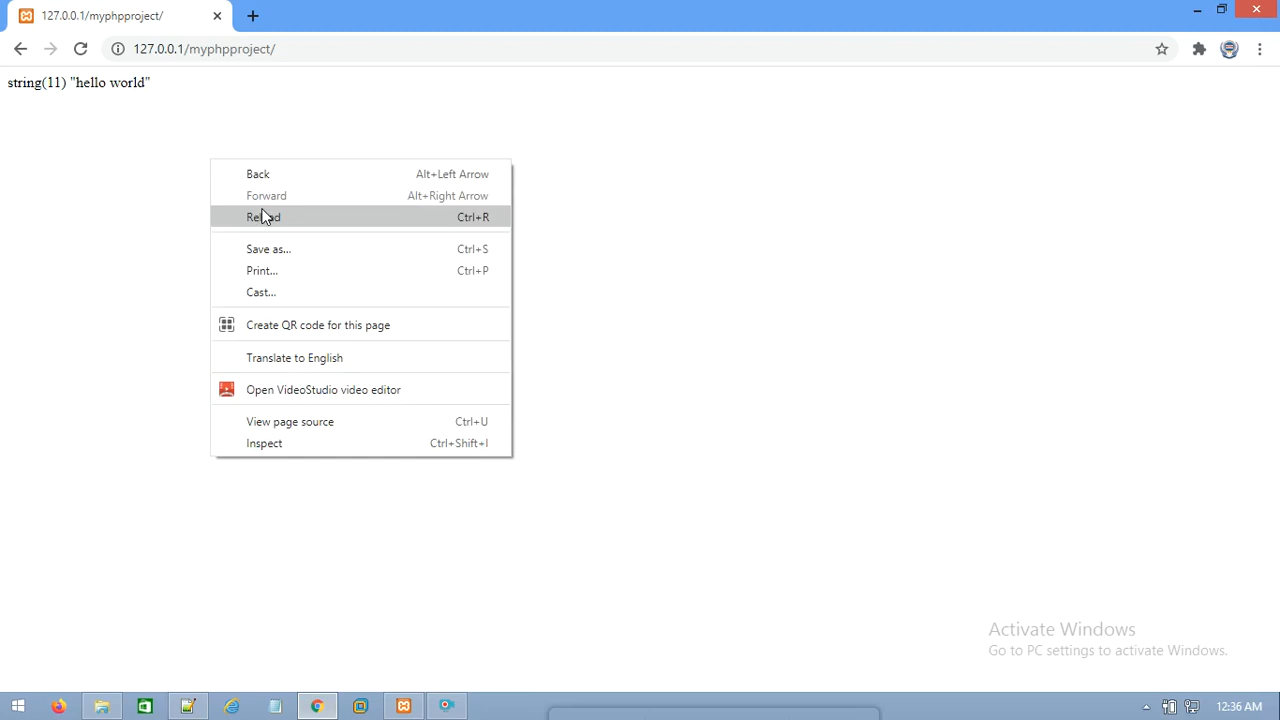 127.0.0.1/myphpproject/
127.0.0.1/myphpproject/
string(11) "hello world"
Back Alt+Left Arrow
Forward Alt+Right Arrow
Reload Ctrl+R
Save as... Ctrl+S
Print... Ctrl+P
Cast...
Create QR code for this page
Translate to English
Open VideoStudio video editor
View page source Ctrl+U
Inspect Ctrl+Shift+I
Activate Windows
Go to PC settings to activate Windows.
12:36 AM